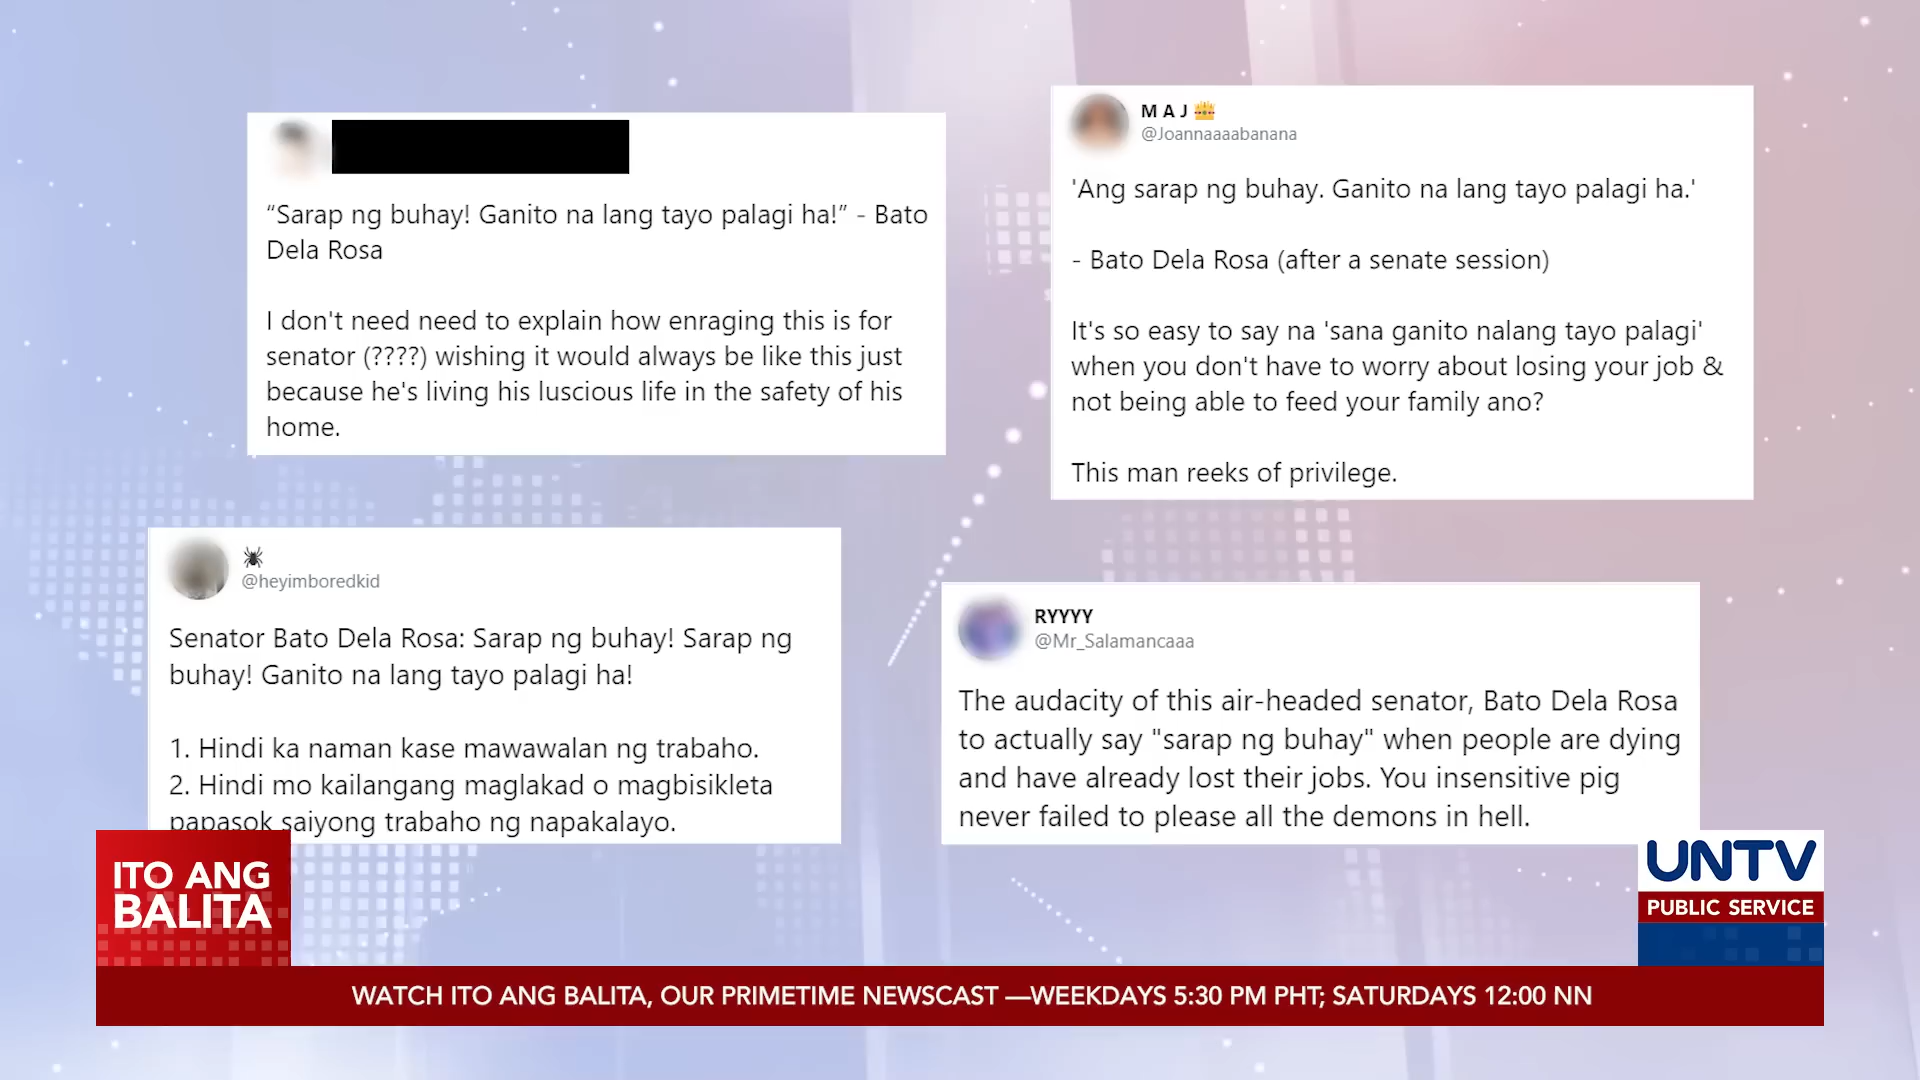 “Sarap ng buhay! Ganito na lang tayo palagi ha!” - Bato
Dela Rosa
I don't need need to explain how enraging this is for
senator (????) wishing it would always be like this just
because he's living his luscious life in the safety of his
home.
M A J
@Joannaaaabanana
'Ang sarap ng buhay. Ganito na lang tayo palagi ha.'
- Bato Dela Rosa (after a senate session)
It's so easy to say na 'sana ganito nalang tayo palagi'
when you don't have to worry about losing your job &
not being able to feed your family ano?
This man reeks of privilege.
@heyimboredkid
Senator Bato Dela Rosa: Sarap ng buhay! Sarap ng
buhay! Ganito na lang tayo palagi ha!
1. Hindi ka naman kase mawawalan ng trabaho.
2. Hindi mo kailangang maglakad o magbisikleta
papasok saiyong trabaho ng napakalayo.
RYYYY
@Mr_Salamancaaa
The audacity of this air-headed senator, Bato Dela Rosa
to actually say "sarap ng buhay" when people are dying
and have already lost their jobs. You insensitive pig
never failed to please all the demons in hell.
ITO ANG
BALITA
UNTV
PUBLIC SERVICE
WATCH ITO ANG BALITA, OUR PRIMETIME NEWSCAST —WEEKDAYS 5:30 PM PHT; SATURDAYS 12:00 NN